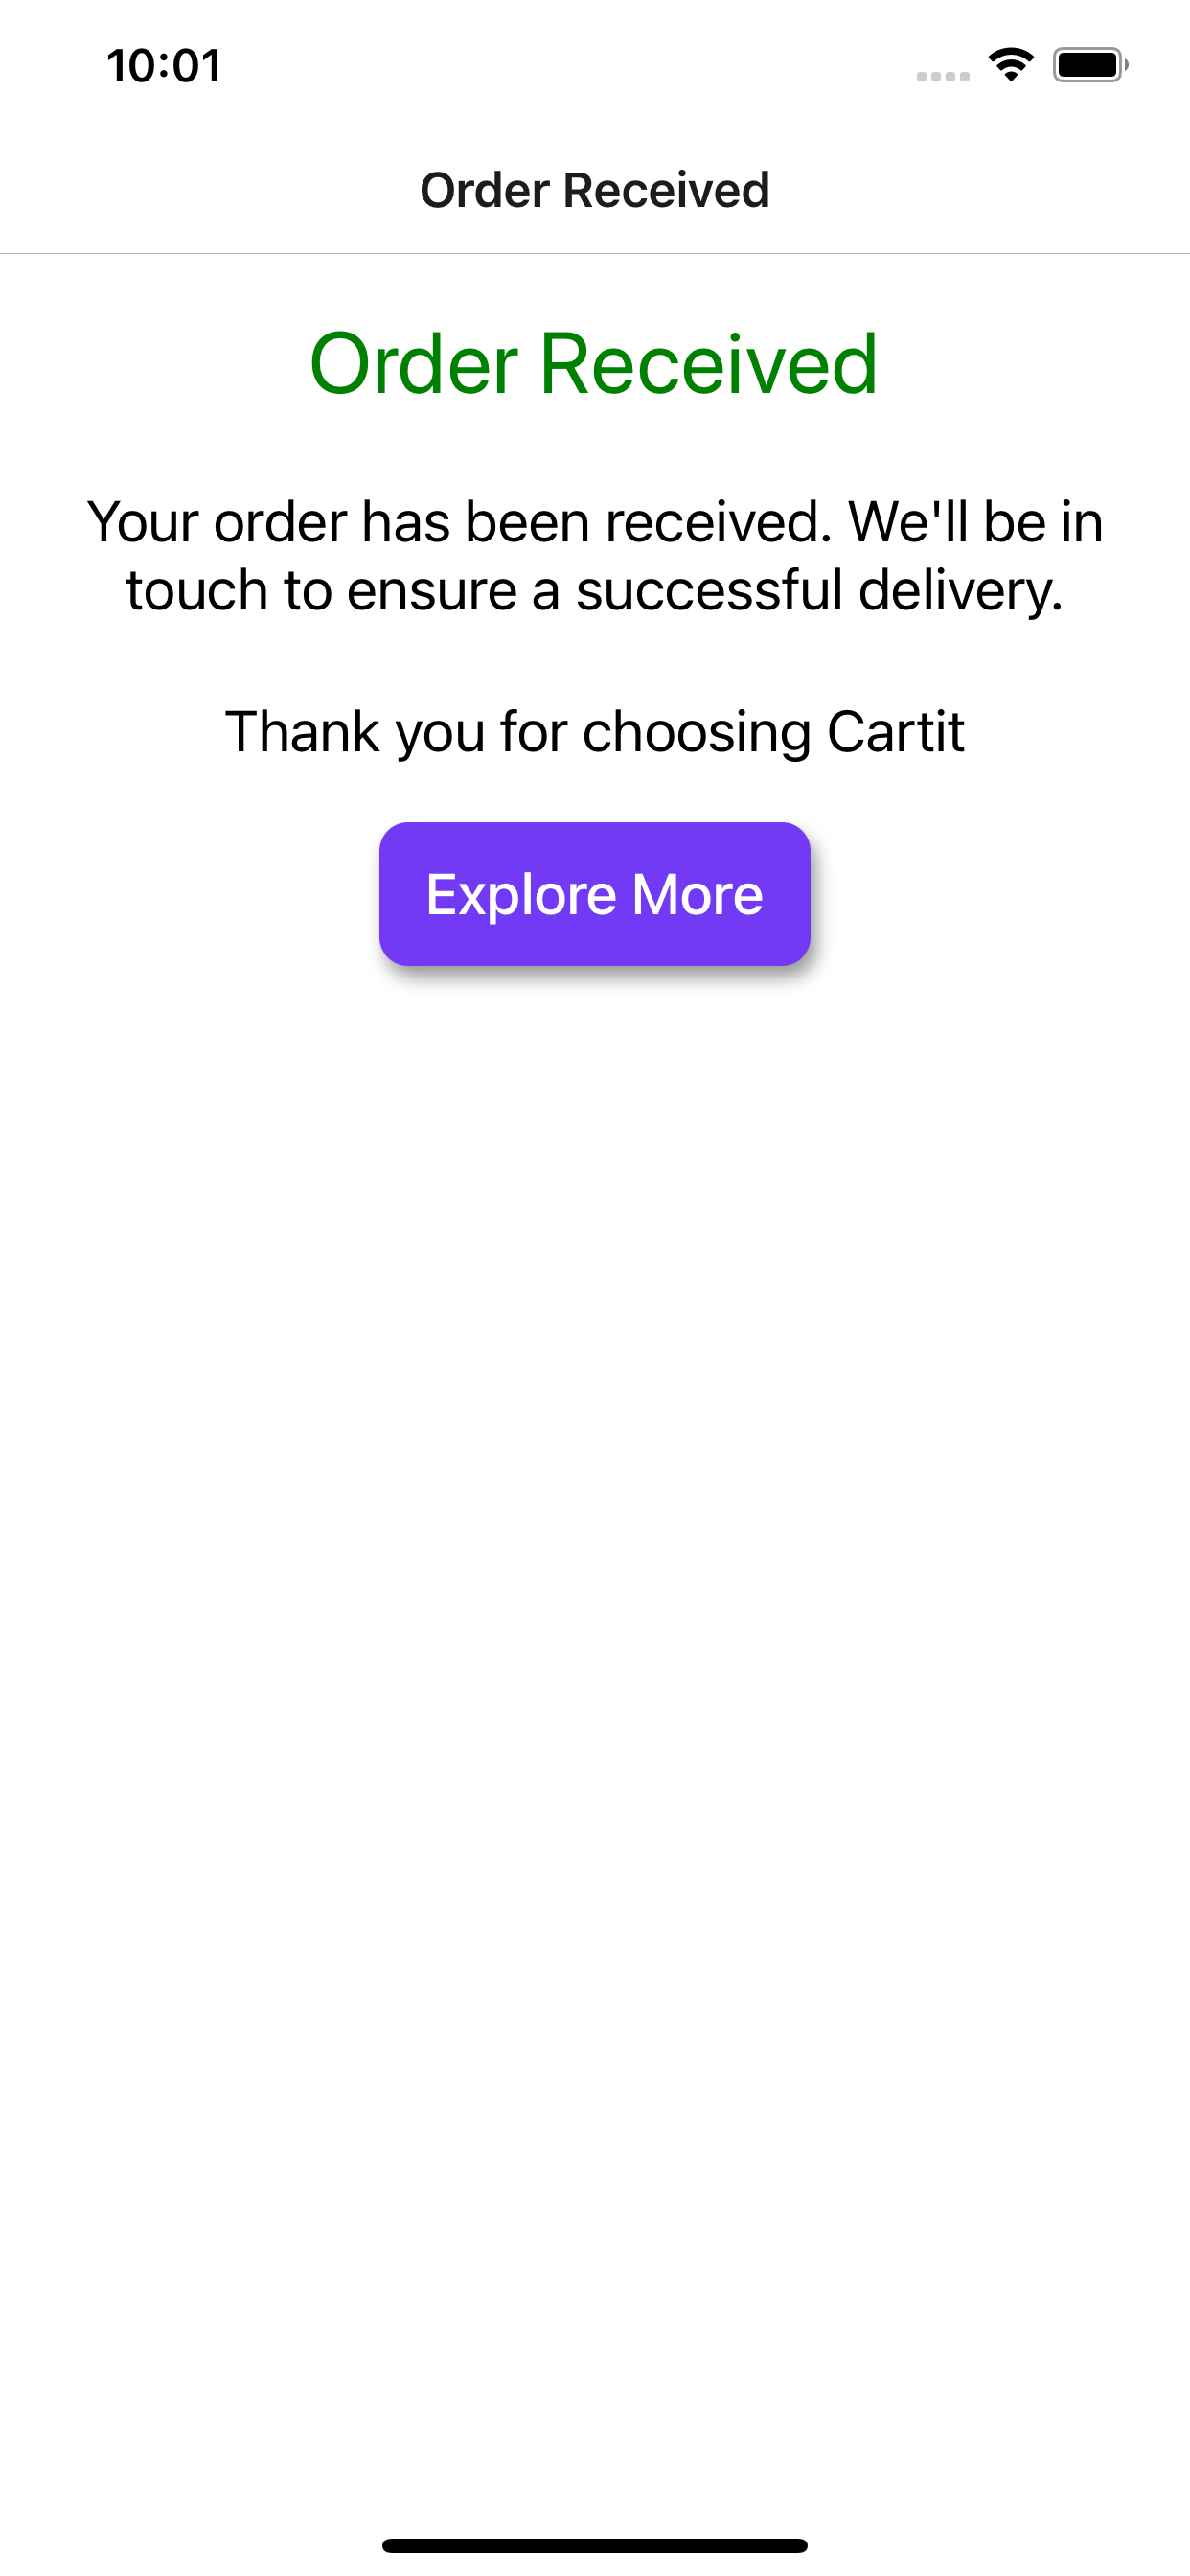 10:01
Order Received
Order Received
Your order has been received. We'll be in
touch to ensure a successful delivery.
Thank you for choosing Cartit
Explore More